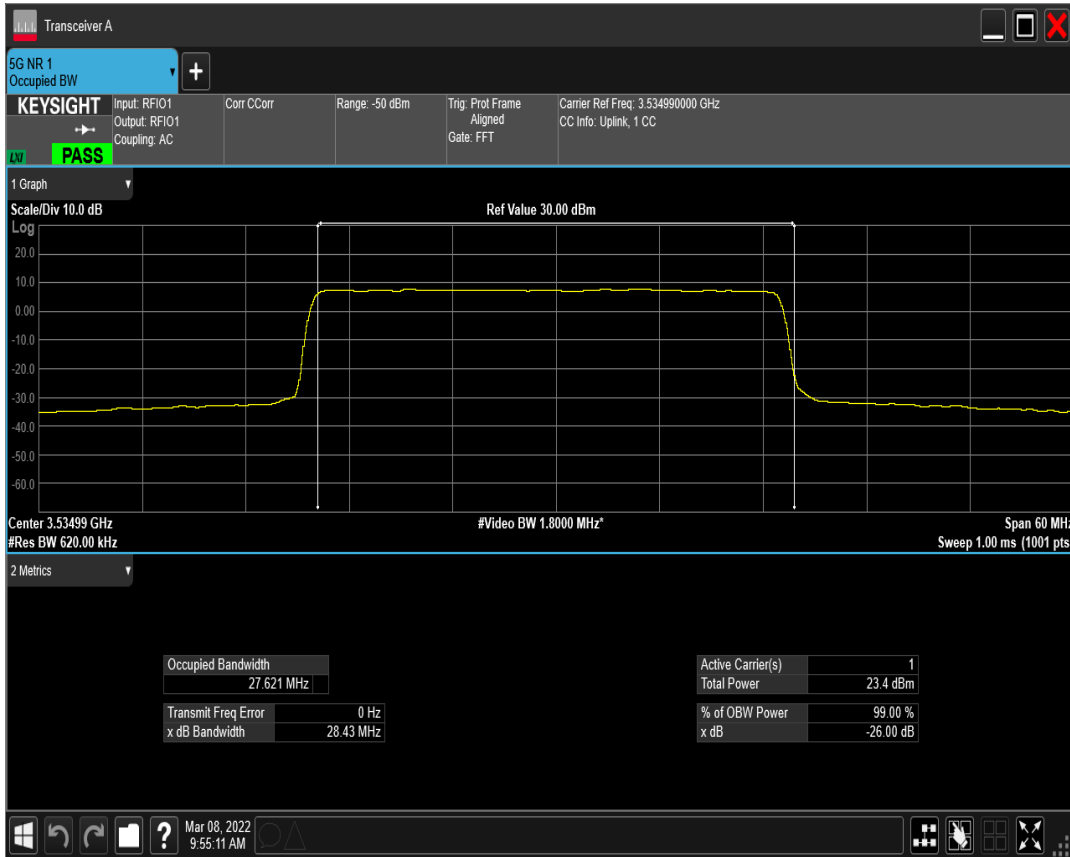 Transceiver A
5G NR 1
Occupied BW
KEYSIGHT
LXI
PASS
Input: RFIO1
Output: RFIO1
Coupling: AC
Corr CCorr
Range: -50 dBm
Trig: Prot Frame
Aligned
Gate: FFT
Carrier Ref Freq: 3.534990000 GHz
CC Info: Uplink, 1 CC
1 Graph
Scale/Div 10.0 dB
Ref Value 30.00 dBm
Log
20.0
10.0
0.00
-10.0
-20.0
-30.0
-40.0
-50.0
-60.0
Center 3.53499 GHz
#Video BW 1.8000 MHz*
Span 60 MHz
#Res BW 620.00 kHz
Sweep 1.00 ms (1001 pts
2 Metrics
Occupied Bandwidth
27.621 MHz
Transmit Freq Error 0 Hz
x dB Bandwidth 28.43 MHz
Active Carrier(s) 1
Total Power 23.4 dBm
% of OBW Power 99.00 %
x dB -26.00 dB
?
Mar 08, 2022
9:55:11 AM